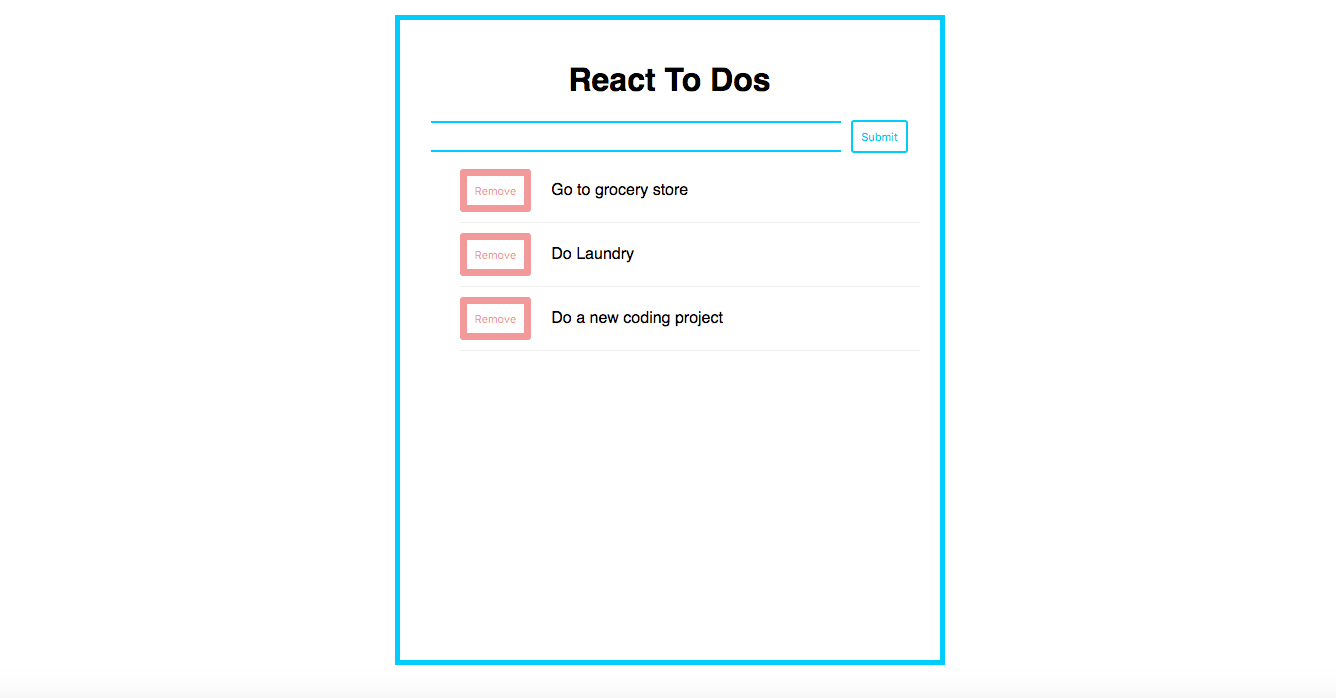 React To Dos
Submit
Remove Go to grocery store
Remove Do Laundry
Remove Do a new coding project